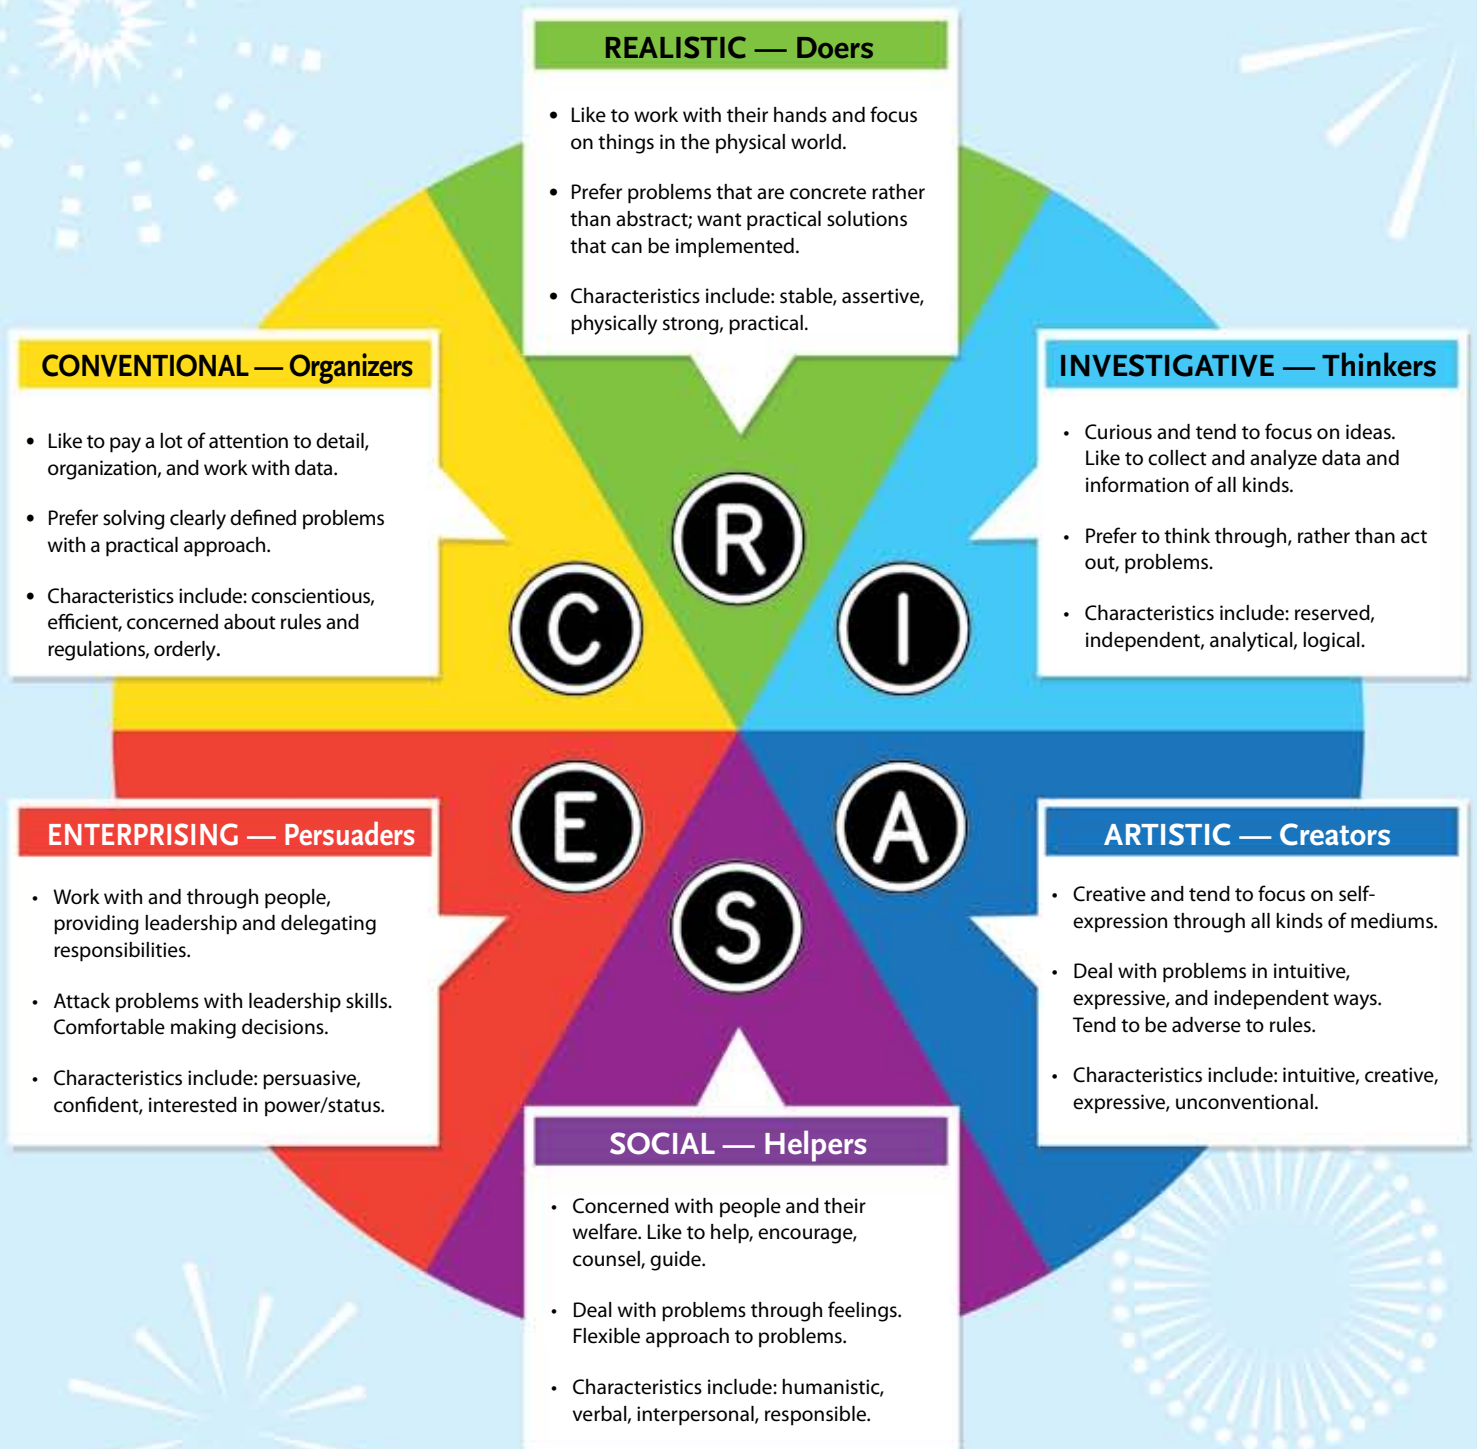 REALISTIC — Doers
• Like to work with their hands and focus
on things in the physical world.
• Prefer problems that are concrete rather
than abstract; want practical solutions
that can be implemented.
• Characteristics include: stable, assertive,
physically strong, practical.
INVESTIGATIVE — Thinkers
• Curious and tend to focus on ideas.
Like to collect and analyze data and
information of all kinds.
• Prefer to think through, rather than act
out, problems.
• Characteristics include: reserved,
independent, analytical, logical.
ARTISTIC — Creators
• Creative and tend to focus on self-
expression through all kinds of mediums.
• Deal with problems in intuitive,
expressive, and independent ways.
Tend to be adverse to rules.
• Characteristics include: intuitive, creative,
expressive, unconventional.
SOCIAL — Helpers
• Concerned with people and their
welfare. Like to help, encourage,
counsel, guide.
• Deal with problems through feelings.
Flexible approach to problems.
• Characteristics include: humanistic,
verbal, interpersonal, responsible.
ENTERPRISING — Persuaders
• Work with and through people,
providing leadership and delegating
responsibilities.
• Attack problems with leadership skills.
Comfortable making decisions.
• Characteristics include: persuasive,
confident, interested in power/status.
CONVENTIONAL — Organizers
• Like to pay a lot of attention to detail,
organization, and work with data.
• Prefer solving clearly defined problems
with a practical approach.
• Characteristics include: conscientious,
efficient, concerned about rules and
regulations, orderly.
R
I
A
S
E
C